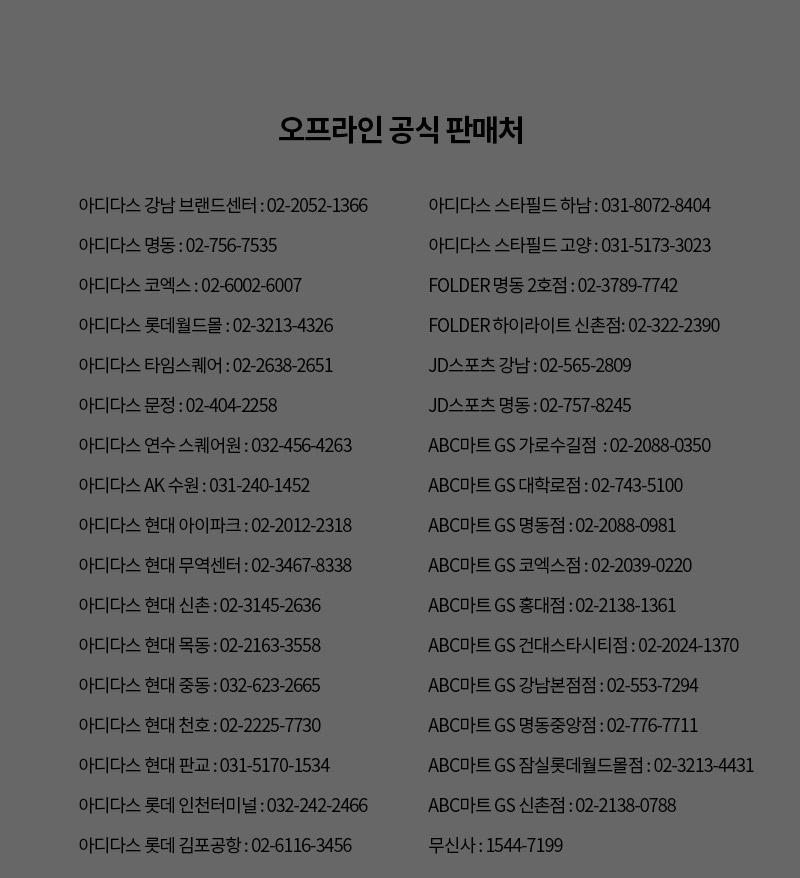 오프라인 공식 판매처
아디다스 강남 브랜드센터 : 02-2052-1366
아디다스 명동 : 02-756-7535
아디다스 코엑스 : 02-6002-6007
아디다스 롯데월드몰 : 02-3213-4326
아디다스 타임스퀘어 : 02-2638-2651
아디다스 문정 : 02-404-2258
아디다스 연수 스퀘어원 : 032-456-4263
아디다스 AK 수원 : 031-240-1452
아디다스 현대 아이파크 : 02-2012-2318
아디다스 현대 무역센터 : 02-3467-8338
아디다스 현대 신촌 : 02-3145-2636
아디다스 현대 목동 : 02-2163-3558
아디다스 현대 중동 : 032-623-2665
아디다스 현대 천호 : 02-2225-7730
아디다스 현대 판교 : 031-5170-1534
아디다스 롯데 인천터미널 : 032-242-2466
아디다스 롯데 김포공항 : 02-6116-3456
아디다스 스타필드 하남 : 031-8072-8404
아디다스 스타필드 고양 : 031-5173-3023
FOLDER 명동 2호점 : 02-3789-7742
FOLDER 하이라이트 신촌점: 02-322-2390
JD스포츠 강남 : 02-565-2809
JD스포츠 명동 : 02-757-8245
ABC마트 GS 가로수길점 : 02-2088-0350
ABC마트 GS 대학로점 : 02-743-5100
ABC마트 GS 명동점 : 02-2088-0981
ABC마트 GS 코엑스점 : 02-2039-0220
ABC마트 GS 홍대점 : 02-2138-1361
ABC마트 GS 건대스타시티점 : 02-2024-1370
ABC마트 GS 강남본점점 : 02-553-7294
ABC마트 GS 명동중앙점 : 02-776-7711
ABC마트 GS 잠실롯데월드몰점 : 02-3213-4431
ABC마트 GS 신촌점 : 02-2138-0788
무신사 : 1544-7199